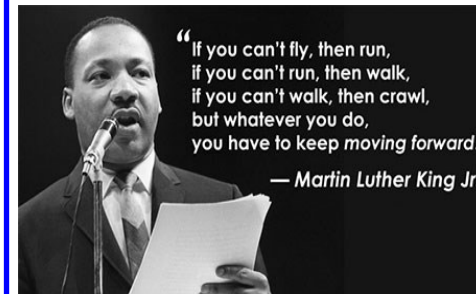 “If you can't fly, then run,
if you can't run, then walk,
if you can't walk, then crawl,
but whatever you do,
you have to keep moving forward.
— Martin Luther King Jr